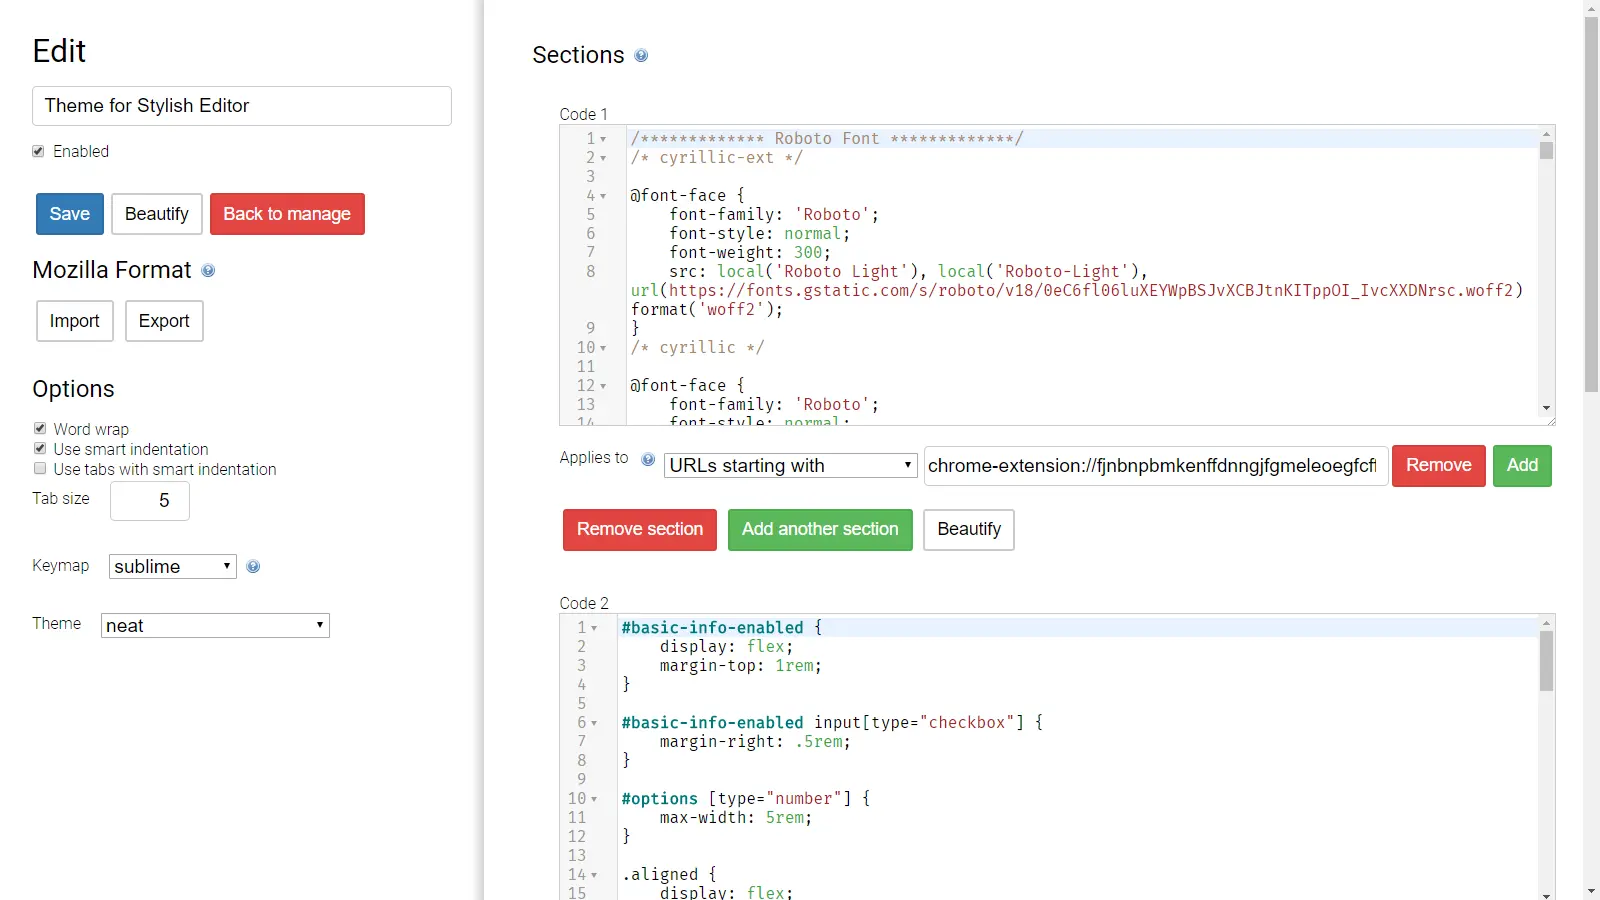 Edit
Theme for Stylish Editor
Enabled
Save Beautify Back to manage
Mozilla Format
Import Export
Options
Word wrap
Use smart indentation
Use tabs with smart indentation
Tab size 5
Keymap sublime
Theme neat
Sections
Code 1
1 /************* Roboto Font *************/
2 /* cyrillic-ext */
3
4 @font-face {
5 font-family: 'Roboto';
6 font-style: normal;
7 font-weight: 300;
8 src: local('Roboto Light'), local('Roboto-Light'),
url(https://fonts.gstatic.com/s/roboto/v18/0eC6fl06luXEYWpBSJvXCBJtnKITppOI_IvcXXDNrsc.woff2)
format('woff2');
9 }
10 /* cyrillic */
11
12 @font-face {
13 font-family: 'Roboto';
14 font-style: normal;
Applies to URLs starting with chrome-extension://fjnbnpbmkenffdnngjfgmeleoegfcff Remove Add
Remove section Add another section Beautify
Code 2
1 #basic-info-enabled {
2 display: flex;
3 margin-top: 1rem;
4 }
5
6 #basic-info-enabled input[type="checkbox"] {
7 margin-right: .5rem;
8 }
9
10 #options [type="number"] {
11 max-width: 5rem;
12 }
13
14 .aligned {
15 display: flex;